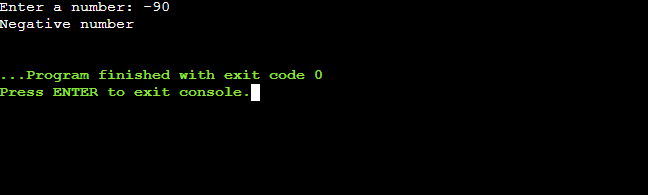 Enter a number: -90
Negative number
...Program finished with exit code 0
Press ENTER to exit console.